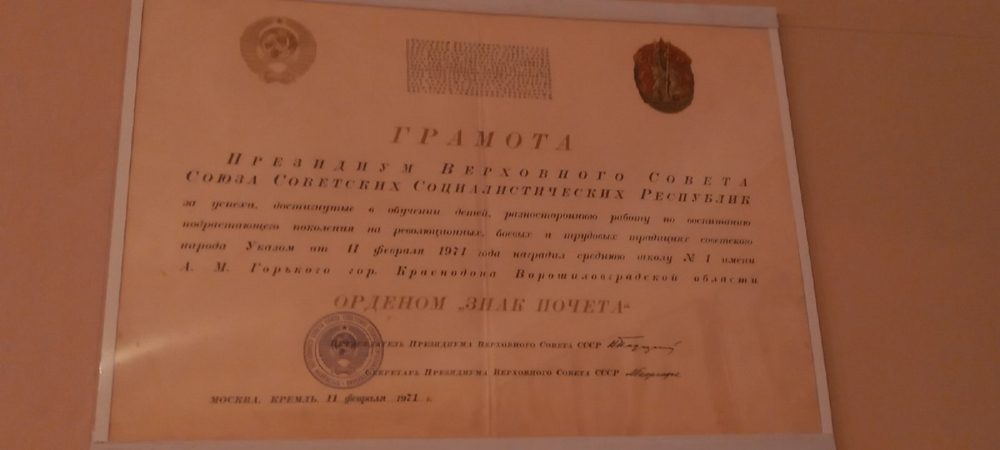 ГРАМОТА
ПРЕЗИДИУМ ВЕРХОВНОГО СОВЕТА
СОЮЗА СОВЕТСКИХ СОЦИАЛИСТИЧЕСКИХ РЕСПУБЛИК
за успехи, достигнутые в обучении детей, разностороннюю работу по воспитанию
подрастающего поколения на революционных, боевых и трудовых традициях советского
народа Указом от 11 февраля 1971 года наградил среднюю школу № 1 имени
А. М. Горького гор. Краснодона Ворошиловградской области
ОРДЕНОМ „ЗНАК ПОЧЕТА“
ПРЕДСЕДАТЕЛЬ ПРЕЗИДИУМА ВЕРХОВНОГО СОВЕТА СССР
СЕКРЕТАРЬ ПРЕЗИДИУМА ВЕРХОВНОГО СОВЕТА СССР
МОСКВА, КРЕМЛЬ. 11 февраля 1971 г.